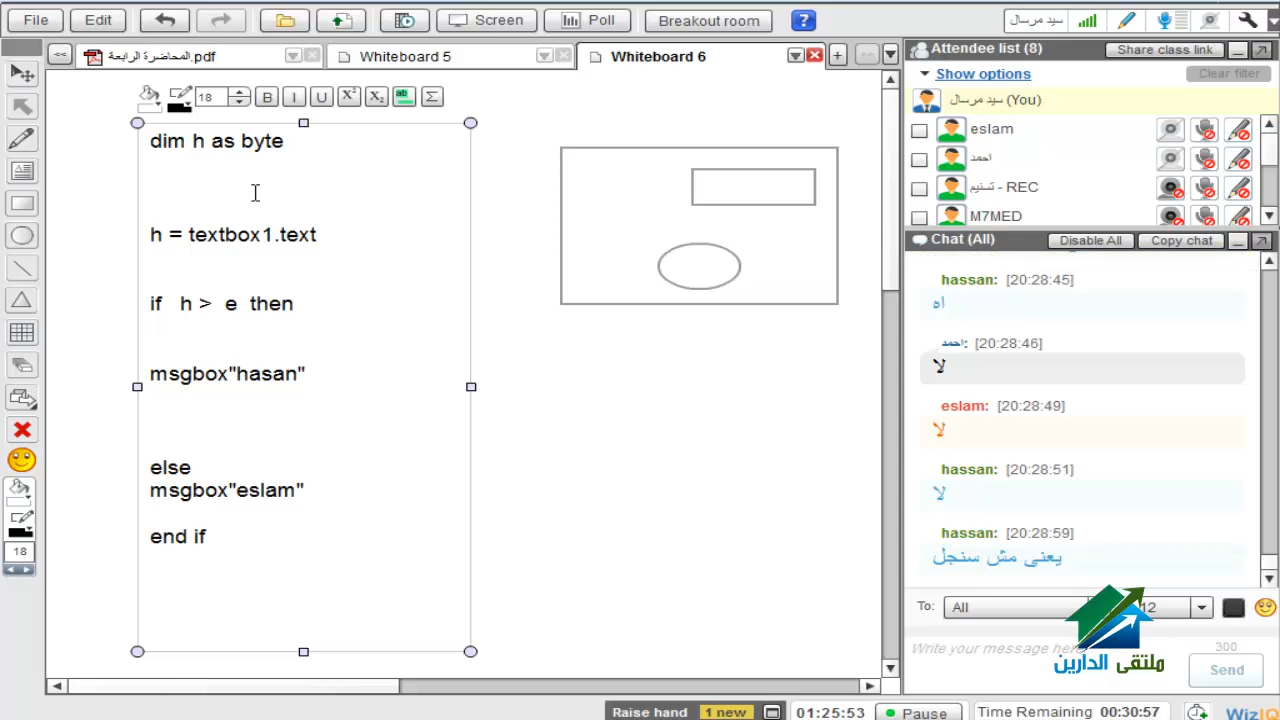 File Edit Screen Poll Breakout room ? سيد مرسال
<< المحاضرة الرابعة.pdf Whiteboard 5 Whiteboard 6 + >>
Attendee list (8) Share class link
Show options Clear filter
سيد مرسال (You)
eslam
احمد
تسنيم - REC
M7MED
18 B I U X² X₂ ab Σ
dim h as byte
h = textbox1.text
if h > e then
msgbox"hasan"
else
msgbox"eslam"
end if
18
Chat (All) Disable All Copy chat
hassan: [20:28:45]
اه
احمد: [20:28:46]
لا
eslam: [20:28:49]
لا
hassan: [20:28:51]
لا
hassan: [20:28:59]
يعنى مش سنجل
To: All 12
Write your message here
300
Send
ملتقى الدارين
Raise hand 1 new 01:25:53 Pause Time Remaining 00:30:57 WizIQ